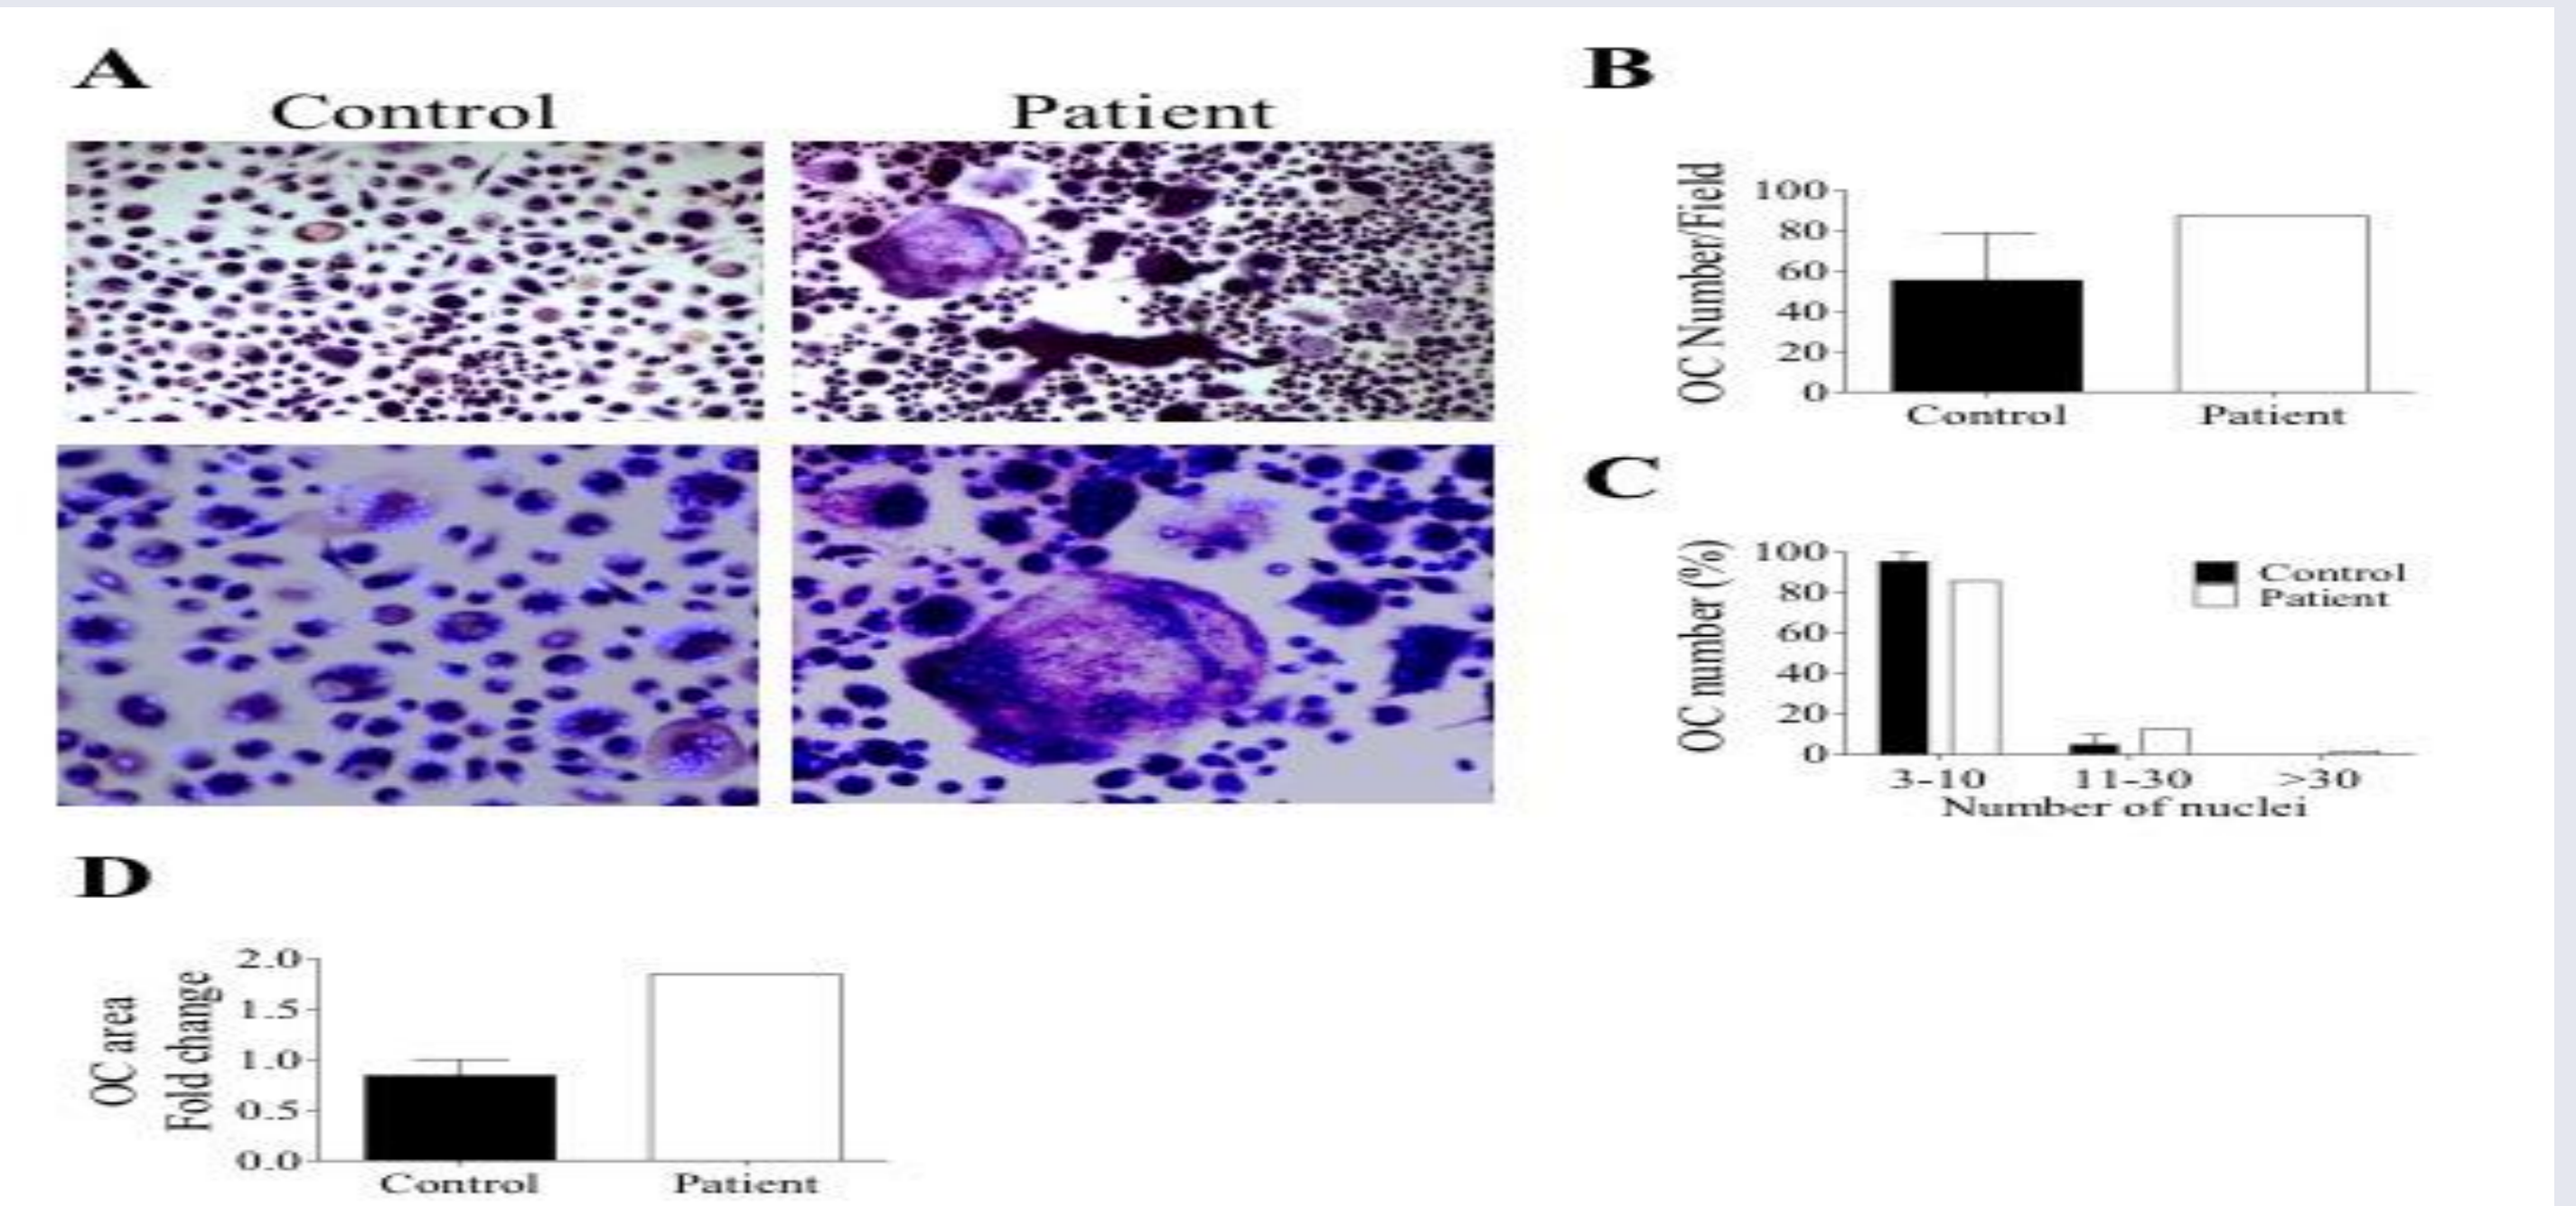 A
Control
Patient
B
OC Number/Field
100
80
60
40
20
0
Control
Patient
C
OC number (%)
100
80
60
40
20
0
Control
Patient
3-10
11-30
>30
Number of nuclei
D
OC area
Fold change
2.0
1.5
1.0
0.5
0.0
Control
Patient